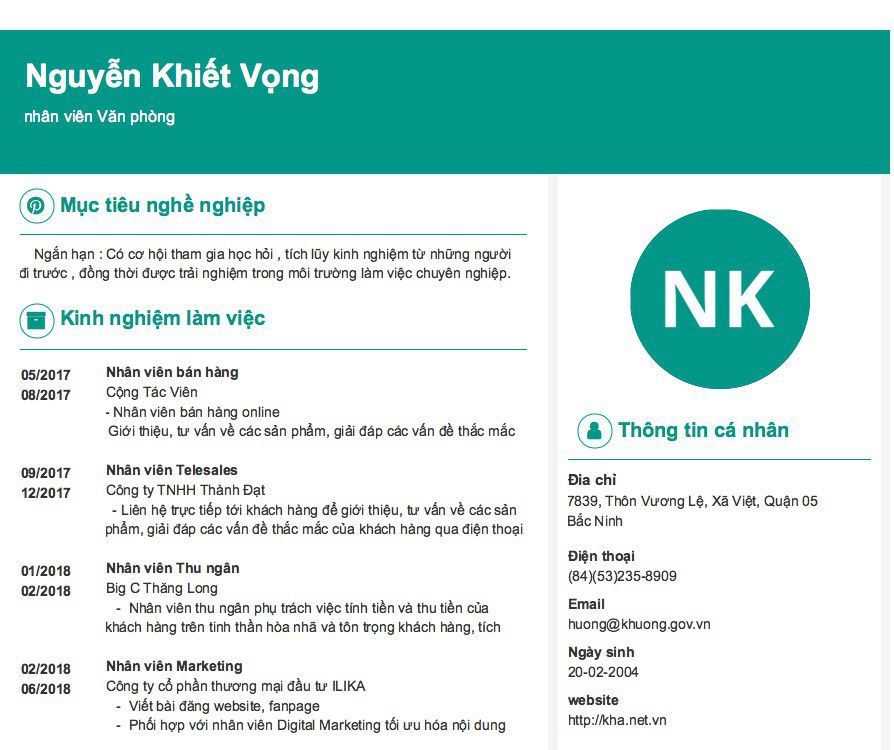 Nguyễn Khiết Vọng
nhân viên Văn phòng
Mục tiêu nghề nghiệp
Ngắn hạn : Có cơ hội tham gia học hỏi , tích lũy kinh nghiệm từ những người
đi trước , đồng thời được trải nghiệm trong môi trường làm việc chuyên nghiệp.
Kinh nghiệm làm việc
05/2017
08/2017
Nhân viên bán hàng
Cộng Tác Viên
- Nhân viên bán hàng online
Giới thiệu, tư vấn về các sản phẩm, giải đáp các vấn đề thắc mắc
09/2017
12/2017
Nhân viên Telesales
Công ty TNHH Thành Đạt
- Liên hệ trực tiếp tới khách hàng để giới thiệu, tư vấn về các sản
phẩm, giải đáp các vấn đề thắc mắc của khách hàng qua điện thoại
01/2018
02/2018
Nhân viên Thu ngân
Big C Thăng Long
- Nhân viên thu ngân phụ trách việc tính tiền và thu tiền của
khách hàng trên tinh thần hòa nhã và tôn trọng khách hàng, tích
02/2018
06/2018
Nhân viên Marketing
Công ty cổ phần thương mại đầu tư ILIKA
- Viết bài đăng website, fanpage
- Phối hợp với nhân viên Digital Marketing tối ưu hóa nội dung
NK
Thông tin cá nhân
Đia chỉ
7839, Thôn Vương Lệ, Xã Việt, Quận 05
Bắc Ninh
Điện thoại
(84)(53)235-8909
Email
huong@khuong.gov.vn
Ngày sinh
20-02-2004
website
http://kha.net.vn